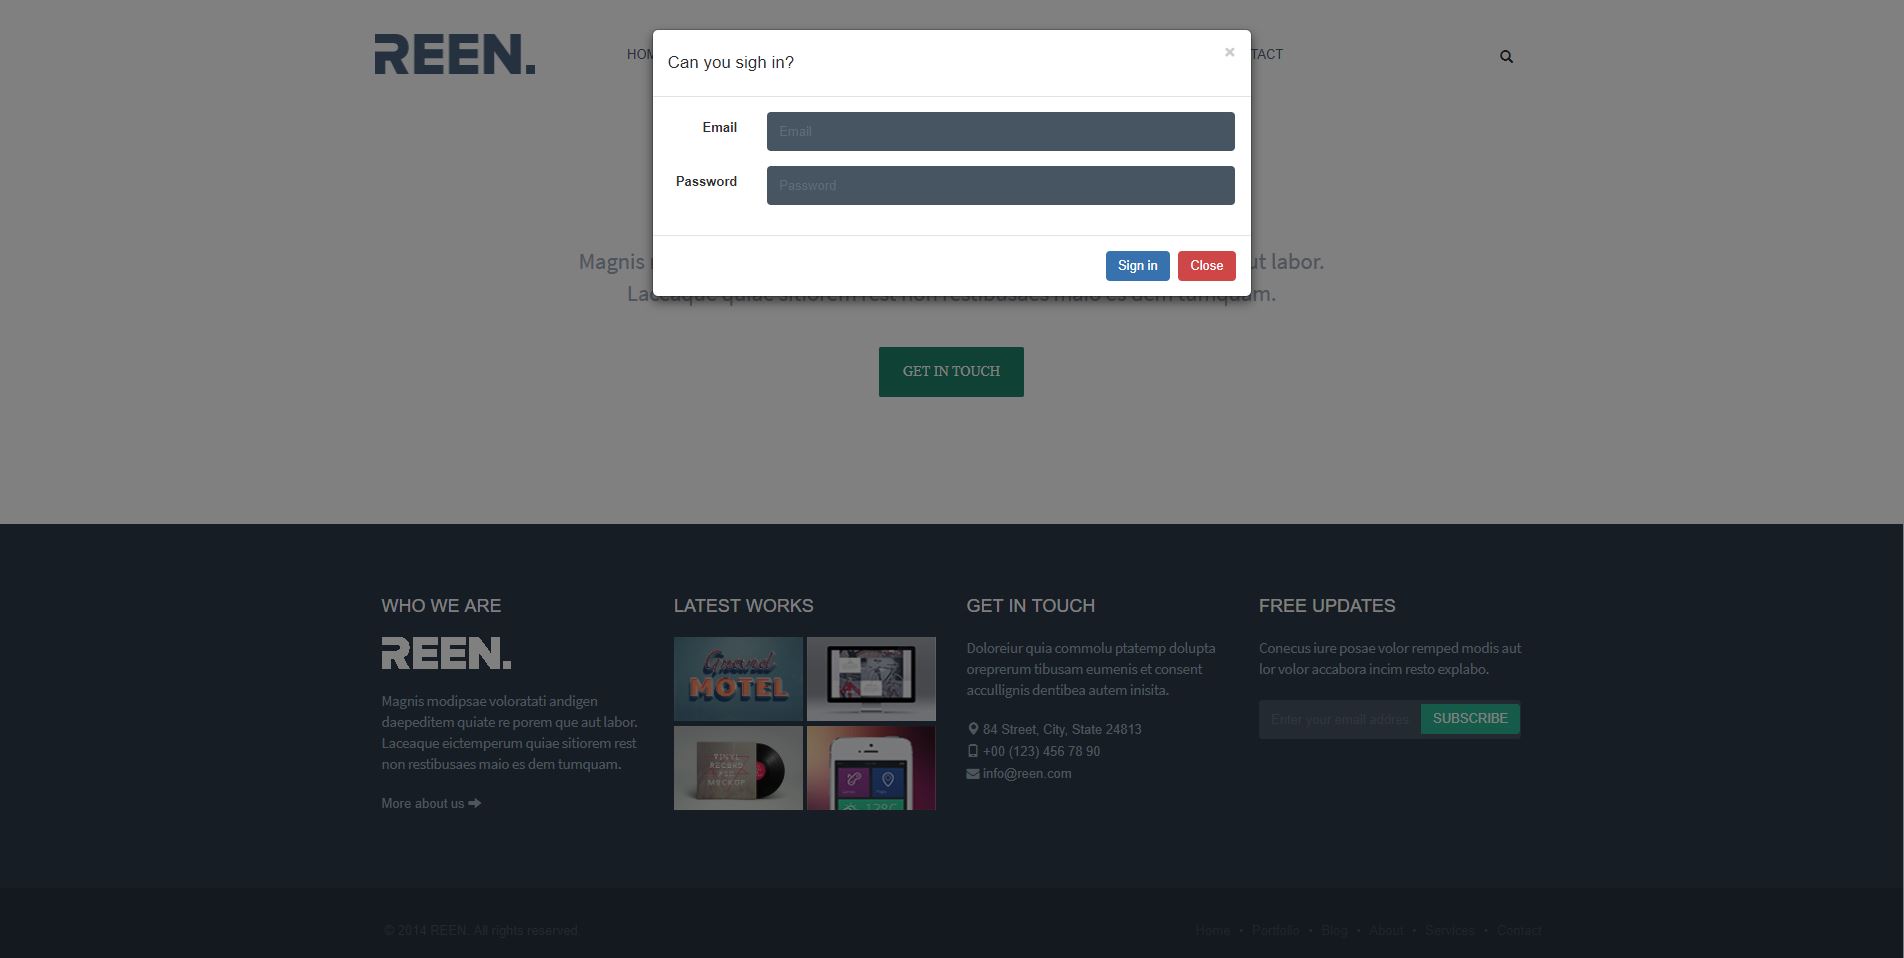 REEN.
Can you sigh in?
×
Email
Email
Password
Password
Sign in
Close
Magnis
ut labor.
GET IN TOUCH
WHO WE ARE
REEN.
Magnis modipsae voloratati andigen
daepeditem quiate re porem que aut labor.
Laceaque eictemperum quiae sitiorem rest
non restibusaes maio es dem tumquam.
More about us
LATEST WORKS
Grand
MOTEL
VINYL
RECORD
PSD
MOCKUP
GET IN TOUCH
Doloreiur quia commolu ptatemp dolupta
oreprerum tibusam eumenis et consent
accullignis dentibea autem inisita.
84 Street, City, State 24813
+00 (123) 456 78 90
info@reen.com
FREE UPDATES
Conecus iure posae volor remped modis aut
lor volor accabora incim resto explabo.
Enter your email addres
SUBSCRIBE
© 2014 REEN. All rights reserved.
Home • Portfolio • Blog • About • Services • Contact